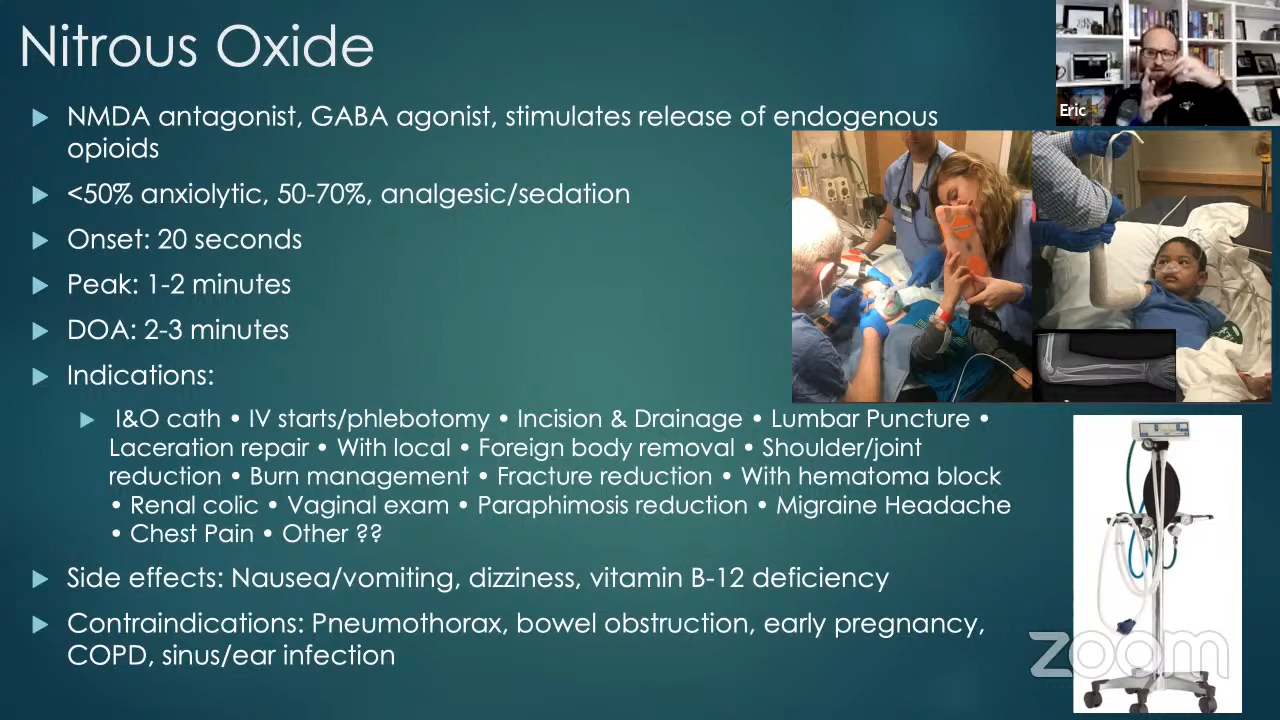 Nitrous Oxide
Eric
▶ NMDA antagonist, GABA agonist, stimulates release of endogenous
opioids
▶ <50% anxiolytic, 50-70%, analgesic/sedation
▶ Onset: 20 seconds
▶ Peak: 1-2 minutes
▶ DOA: 2-3 minutes
▶ Indications:
▶ I&O cath • IV starts/phlebotomy • Incision & Drainage • Lumbar Puncture •
Laceration repair • With local • Foreign body removal • Shoulder/joint
reduction • Burn management • Fracture reduction • With hematoma block
• Renal colic • Vaginal exam • Paraphimosis reduction • Migraine Headache
• Chest Pain • Other ??
▶ Side effects: Nausea/vomiting, dizziness, vitamin B-12 deficiency
▶ Contraindications: Pneumothorax, bowel obstruction, early pregnancy,
COPD, sinus/ear infection
zoom